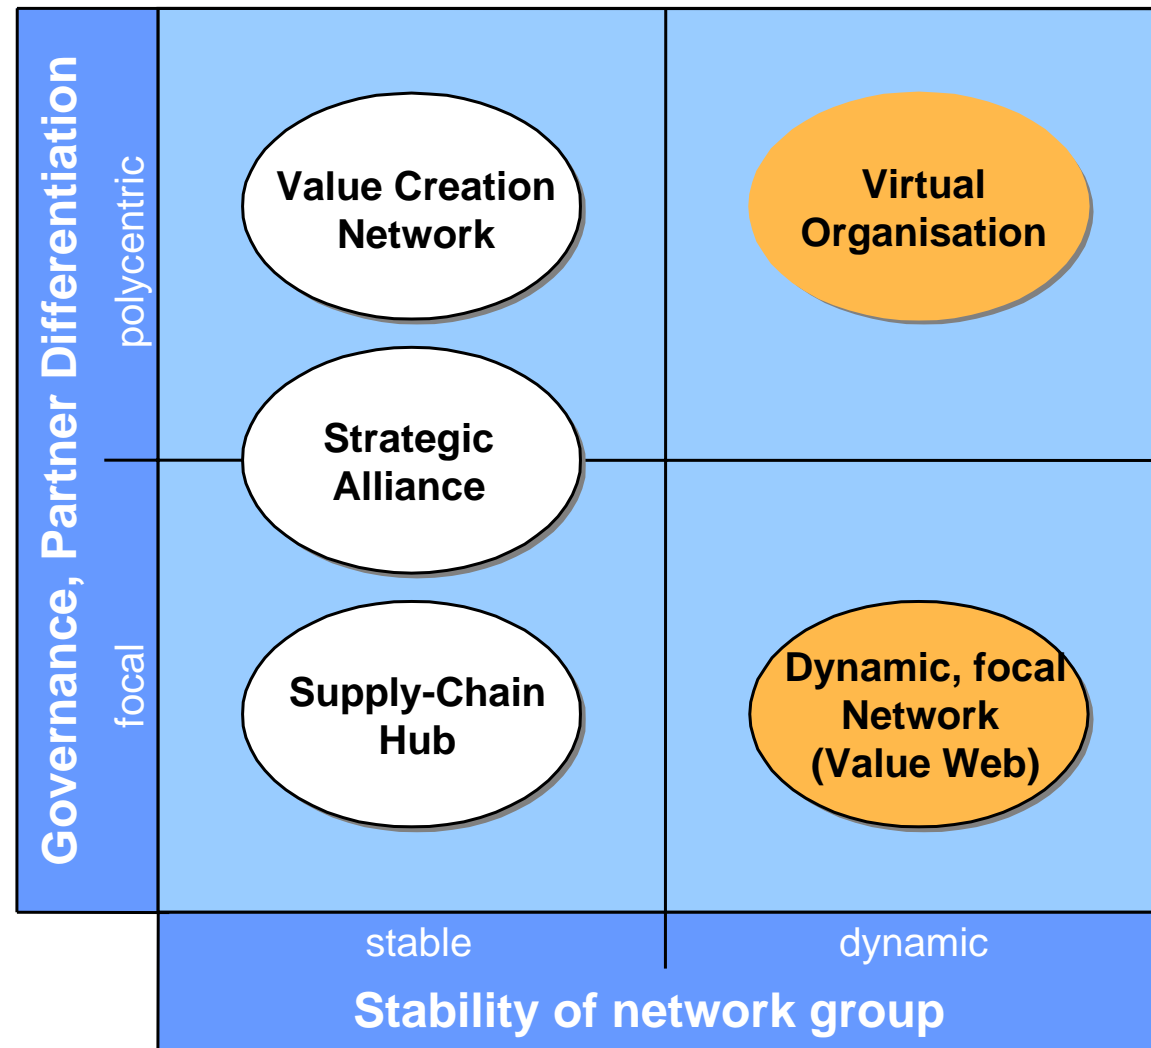 Governance, Partner Differentiation
polycentric
focal
Value Creation
Network
Virtual
Organisation
Strategic
Alliance
Supply-Chain
Hub
Dynamic, focal
Network
(Value Web)
stable
dynamic
Stability of network group